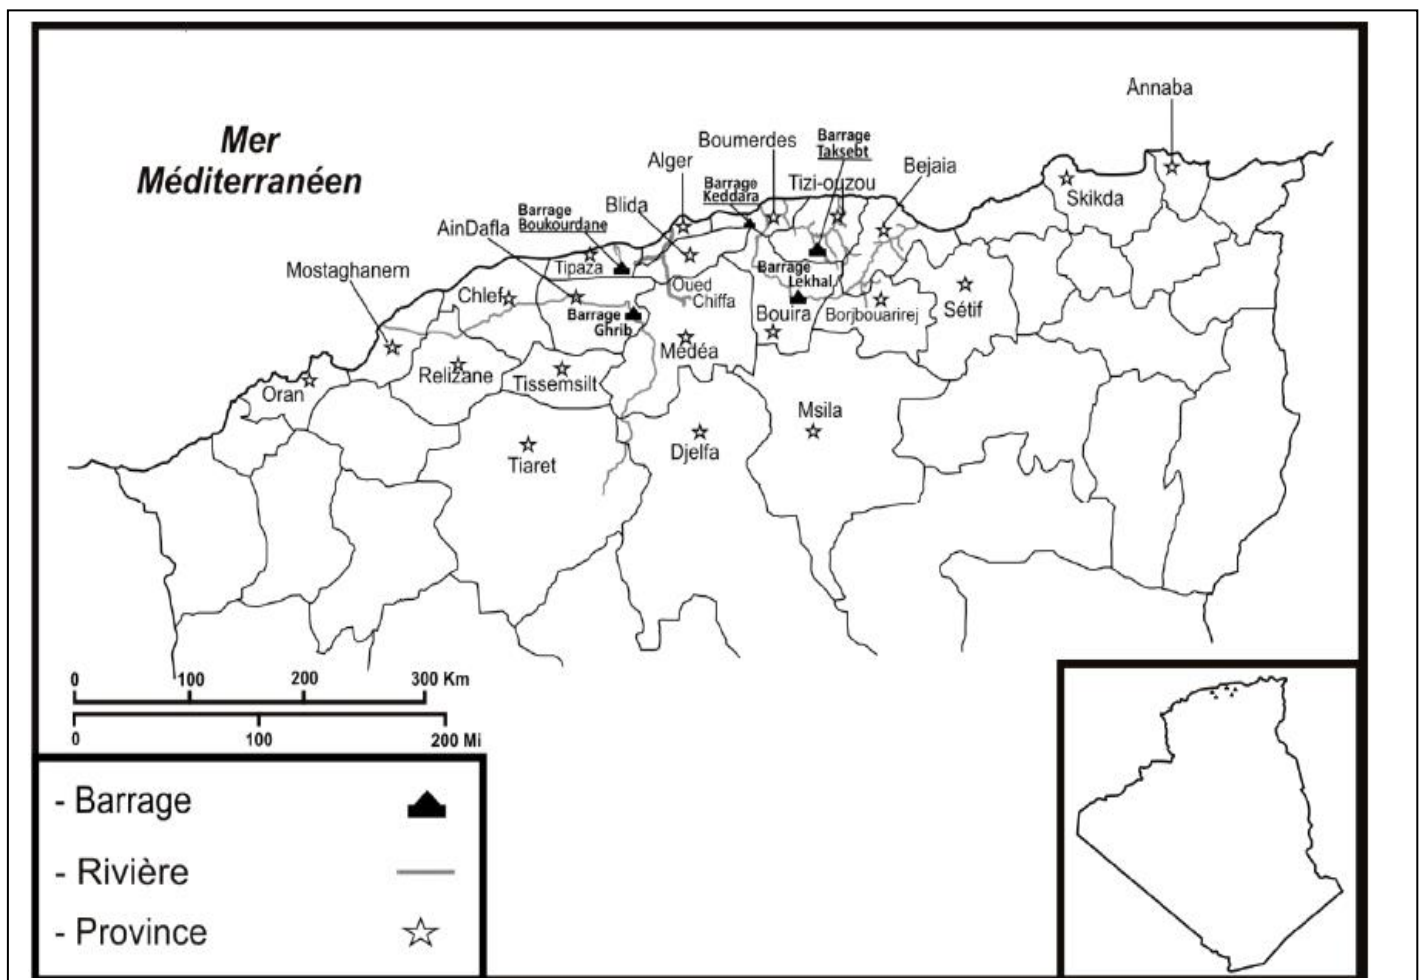 Annaba
Mer
Méditerranéen
Boumerdes
Barrage
Taksebt
Alger
Bejaia
Barrage
Keddara
Tizi-ouzou
Skikda
Blida
Barrage
Boukourdane
AinDafla
Mostaghanem
Tipaza
Barrage
Lekhal
Oued
Chiffa
Chlef
Barrage
Ghrib
Bouira
Borjbouarirej
Sétif
Médéa
Relizane
Tissemsilt
Oran
Msila
Djelfa
Tiaret
0 100 200 300 Km
0 100 200 Mi
- Barrage
- Rivière
- Province